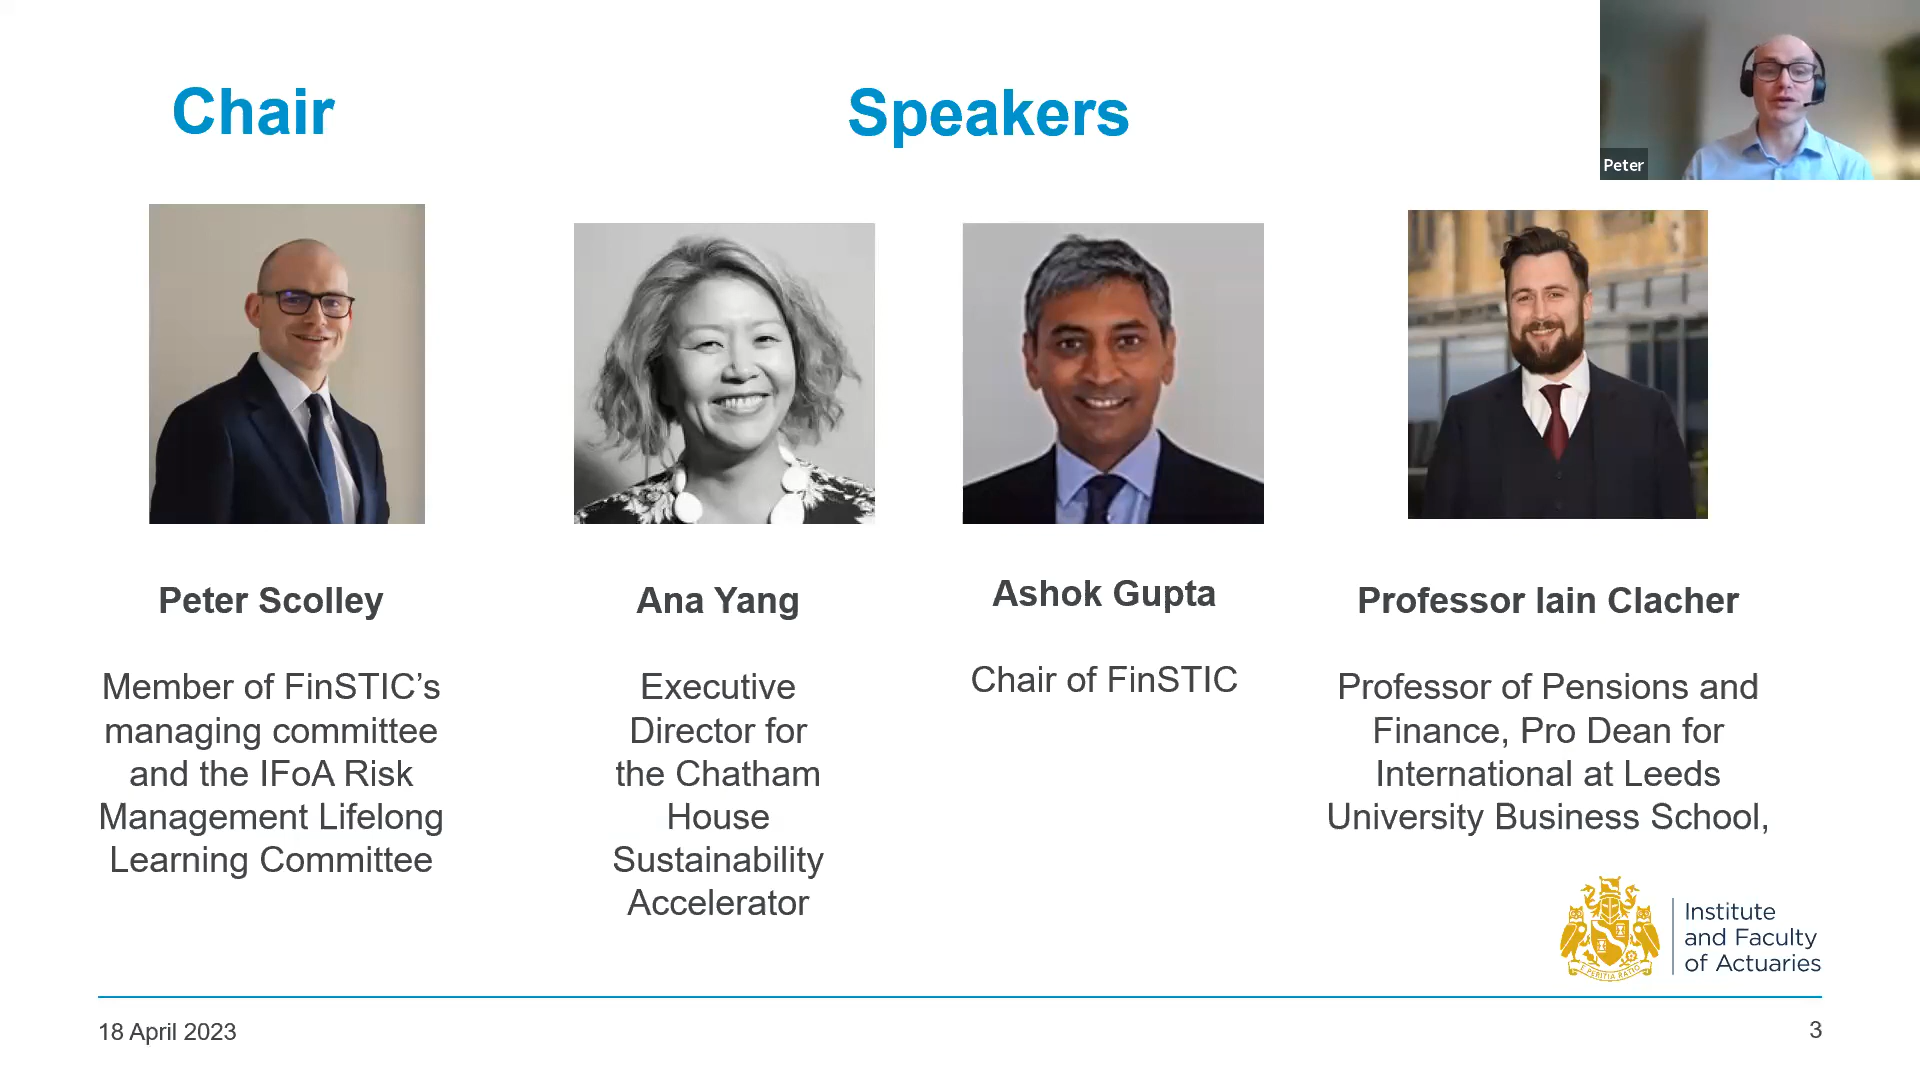 Chair
Speakers
Peter
Peter Scolley
Member of FinSTIC’s
managing committee
and the IFoA Risk
Management Lifelong
Learning Committee
Ana Yang
Executive
Director for
the Chatham
House
Sustainability
Accelerator
Ashok Gupta
Chair of FinSTIC
Professor Iain Clacher
Professor of Pensions and
Finance, Pro Dean for
International at Leeds
University Business School,
E PERITIA RATIO
Institute
and Faculty
of Actuaries
18 April 2023
3